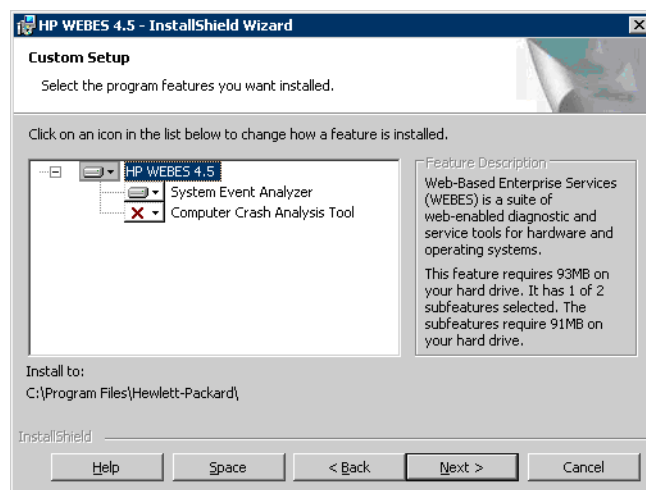 HP WEBES 4.5 - InstallShield Wizard
Custom Setup
Select the program features you want installed.
Click on an icon in the list below to change how a feature is installed.
HP WEBES 4.5
System Event Analyzer
Computer Crash Analysis Tool
Feature Description
Web-Based Enterprise Services
(WEBES) is a suite of
web-enabled diagnostic and
service tools for hardware and
operating systems.
This feature requires 93MB on
your hard drive. It has 1 of 2
subfeatures selected. The
subfeatures require 91MB on
your hard drive.
Install to:
C:\Program Files\Hewlett-Packard\
InstallShield
Help
Space
< Back
Next >
Cancel